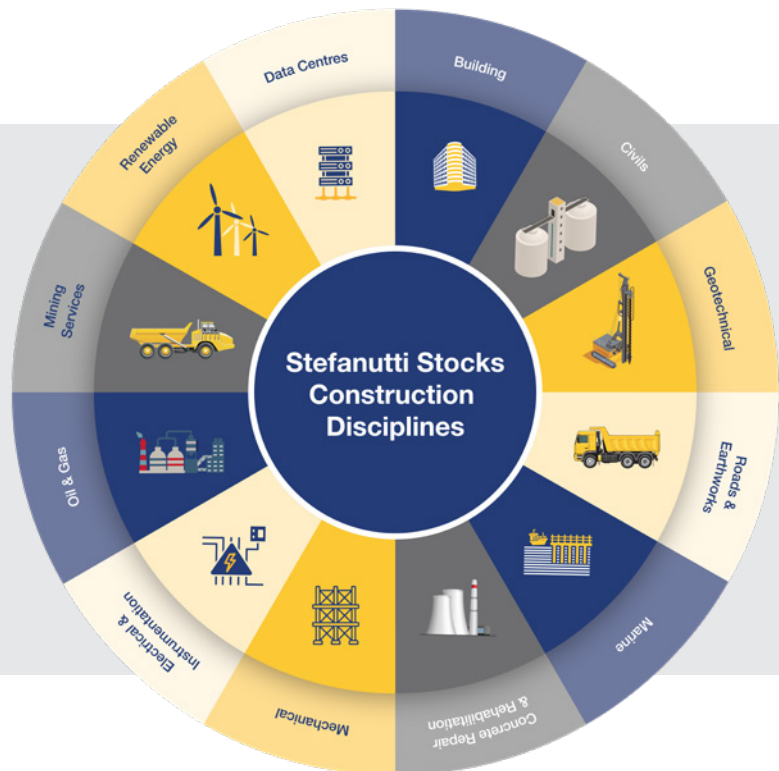 Stefanutti Stocks
Construction
Disciplines
Building
Civils
Geotechnical
Roads &
Earthworks
Marine
Concrete Repair
& Rehabilitation
Mechanical
Electrical &
Instrumentation
Oil & Gas
Mining
Services
Renewable
Energy
Data Centres